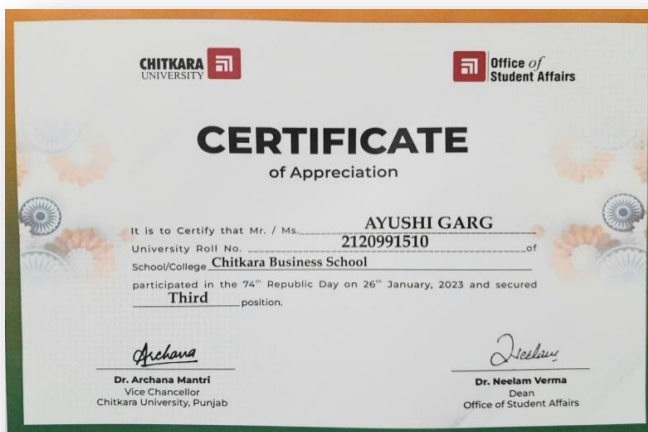 CHITKARA
UNIVERSITY
Office of
Student Affairs
CERTIFICATE
of Appreciation
It is to Certify that Mr. / Ms. AYUSHI GARG
University Roll No. 2120991510 of
School/College Chitkara Business School
participated in the 74th Republic Day on 26th January, 2023 and secured
Third position.
Archana
Neelam
Dr. Archana Mantri
Vice Chancellor
Chitkara University, Punjab
Dr. Neelam Verma
Dean
Office of Student Affairs